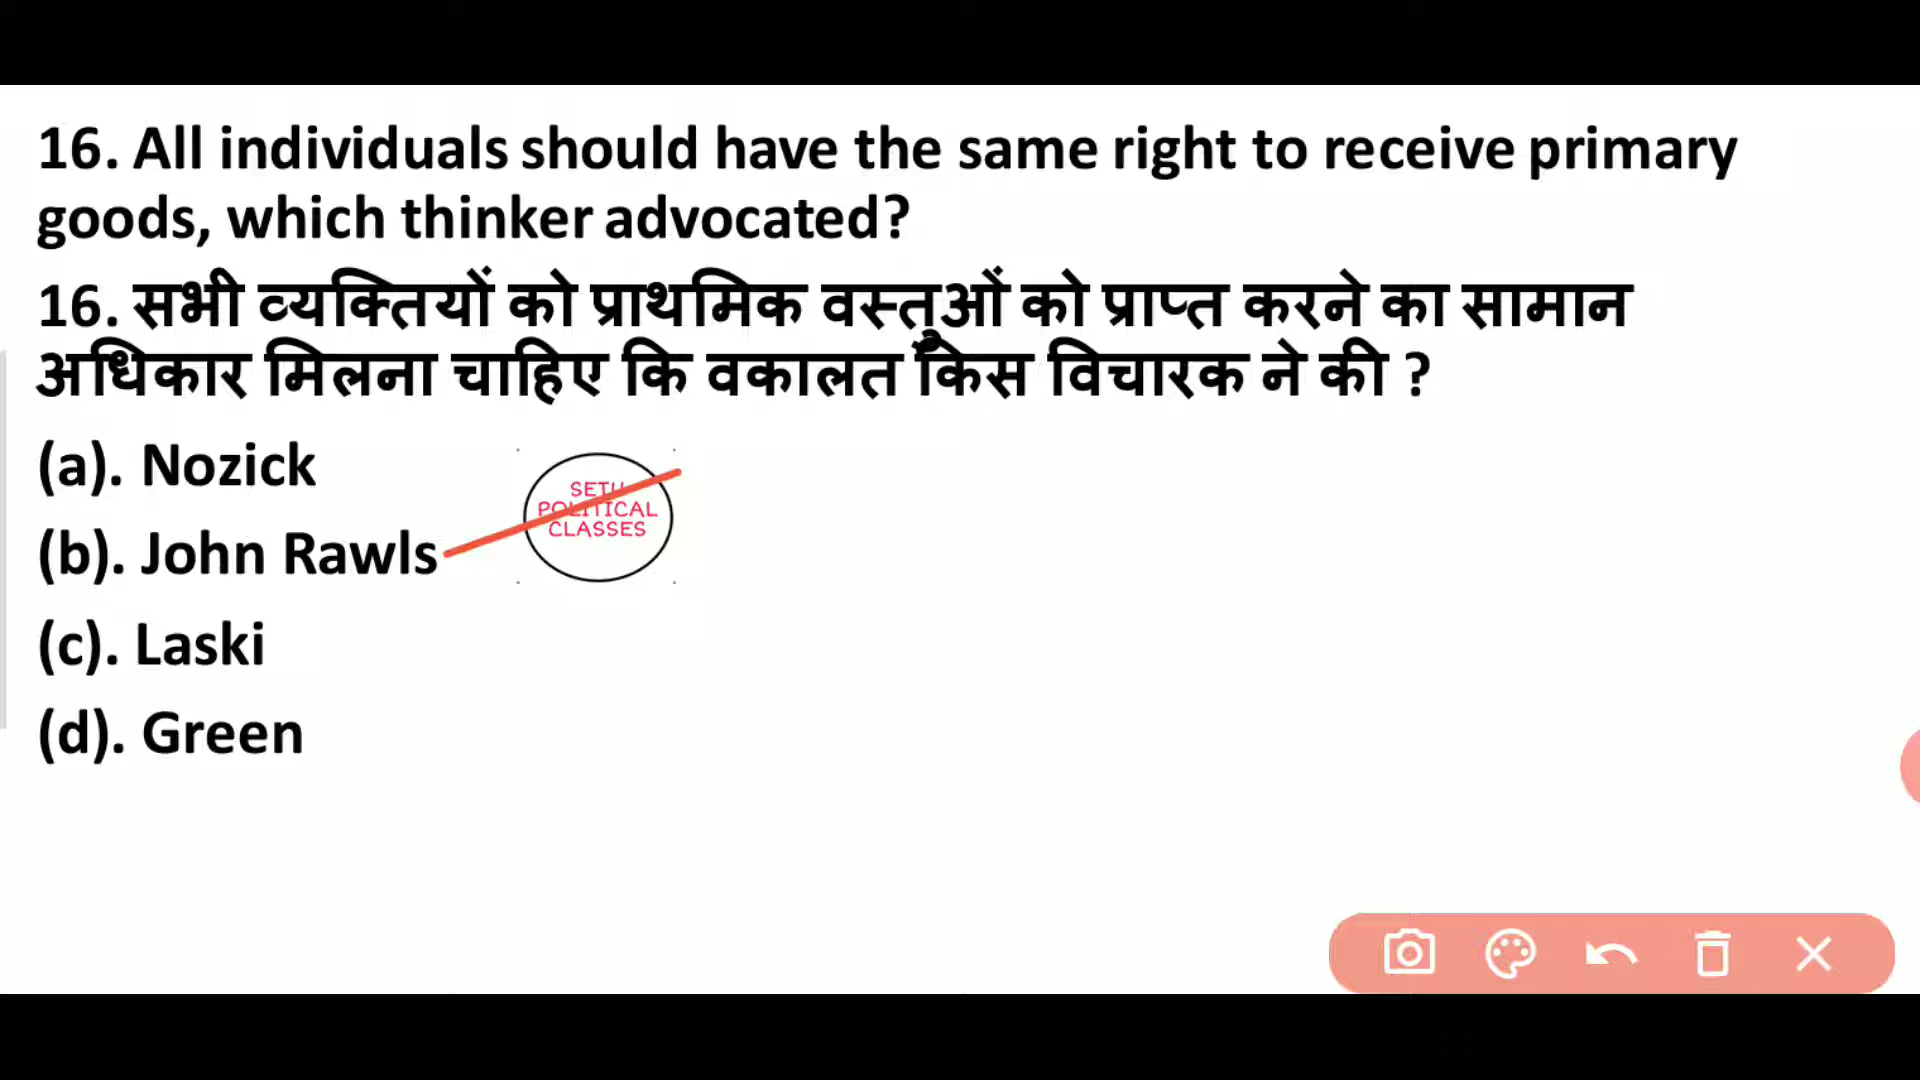 16. All individuals should have the same right to receive primary
goods, which thinker advocated?
16. सभी व्यक्तियों को प्राथमिक वस्तुओं को प्राप्त करने का सामान
अधिकार मिलना चाहिए कि वकालत किस विचारक ने की ?
(a). Nozick
SETU
POLITICAL
CLASSES
(b). John Rawls
(c). Laski
(d). Green